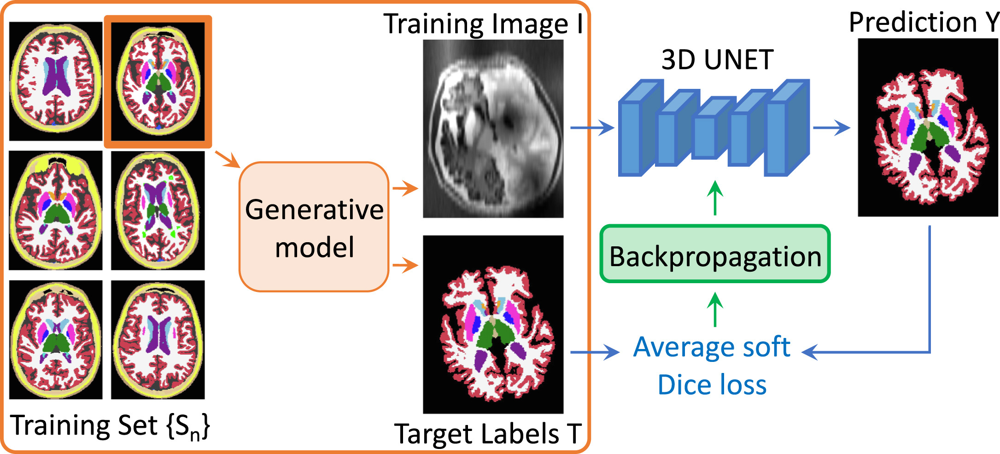 Training Image I
Prediction Y
3D UNET
Generative
model
Backpropagation
Average soft
Dice loss
Training Set {Sn}
Target Labels T